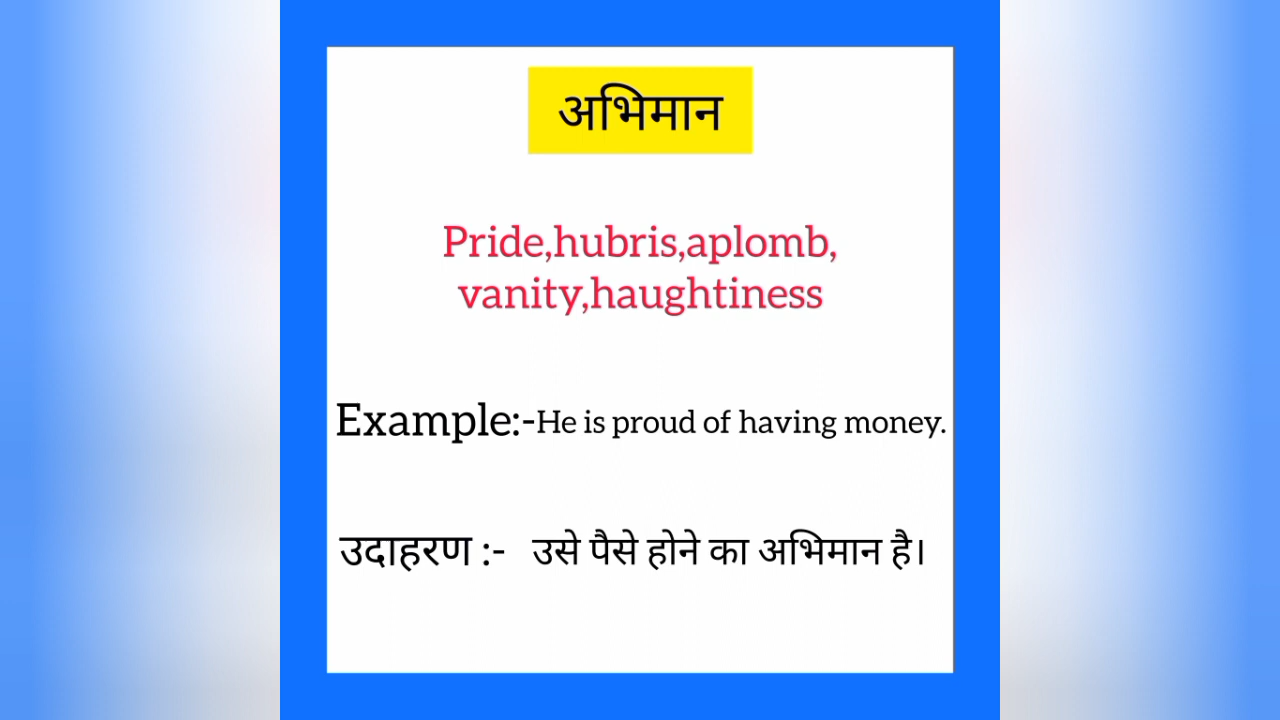 अभिमान
Pride,hubris,aplomb,
vanity,haughtiness
Example:-He is proud of having money.
उदाहरण :- उसे पैसे होने का अभिमान है।